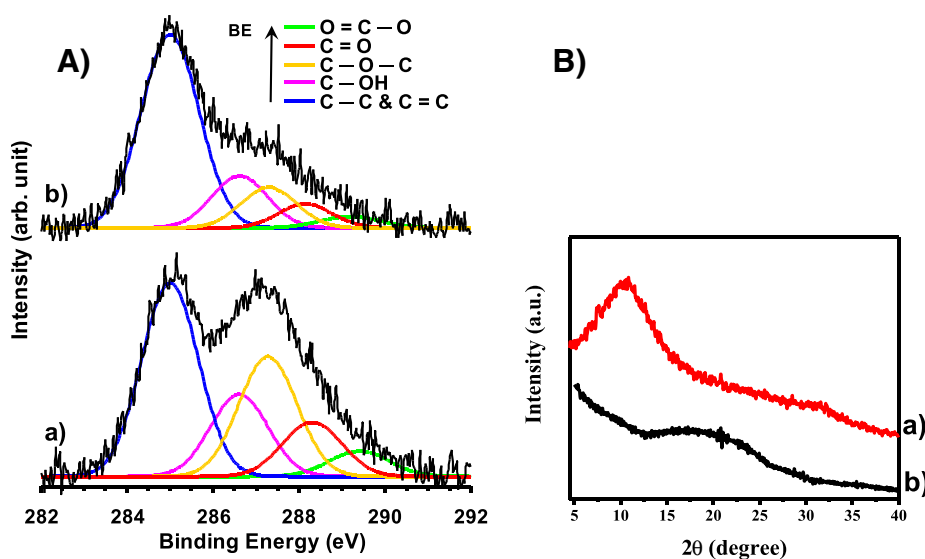 A)
BE
O = C — O
C = O
C — O — C
C — OH
C — C & C = C
b)
a)
Intensity (arb. unit)
282 284 286 288 290 292
Binding Energy (eV)
B)
a)
b)
Intensity (a.u.)
5 10 15 20 25 30 35 40
2θ (degree)